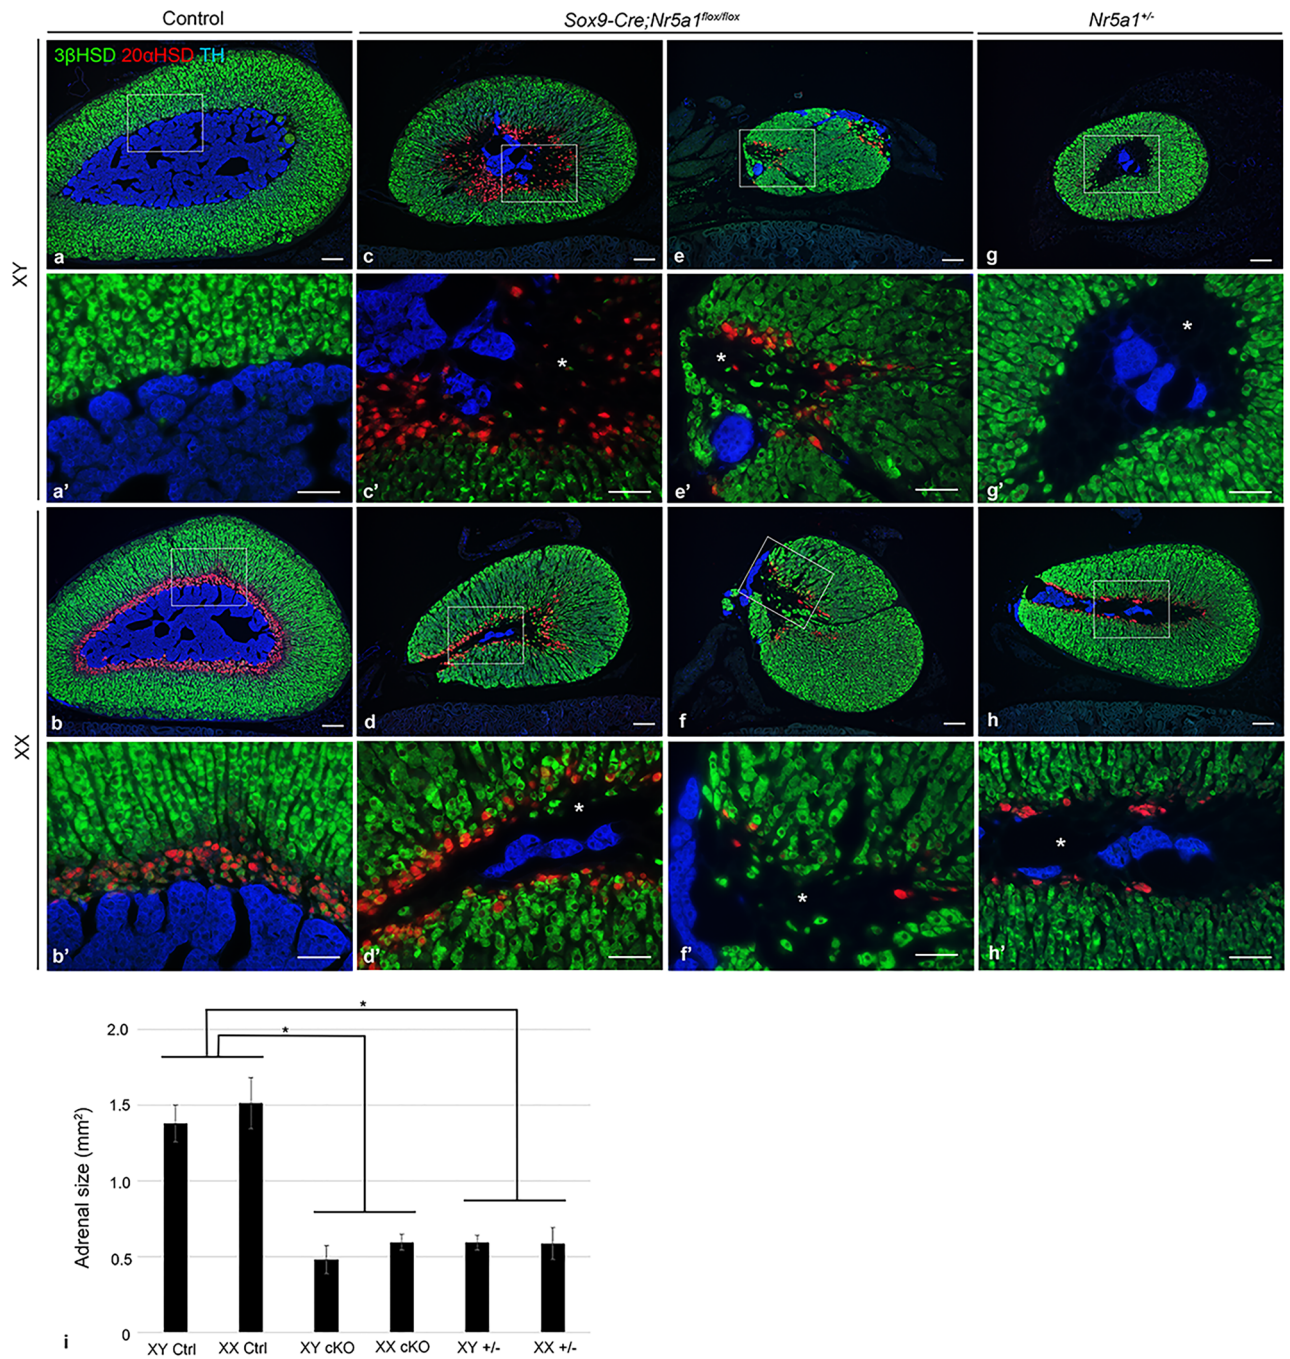 Control
Sox9-Cre;Nr5a1flox/flox
Nr5a1+/-
3βHSD 20αHSD TH
XY
a
c
e
g
a'
c'
*
e'
*
g'
*
XX
b
d
f
h
b'
d'
*
f'
*
h'
*
*
*
2.0
1.5
1.0
0.5
0
Adrenal size (mm²)
i
XY Ctrl XX Ctrl XY cKO XX cKO XY +/- XX +/-